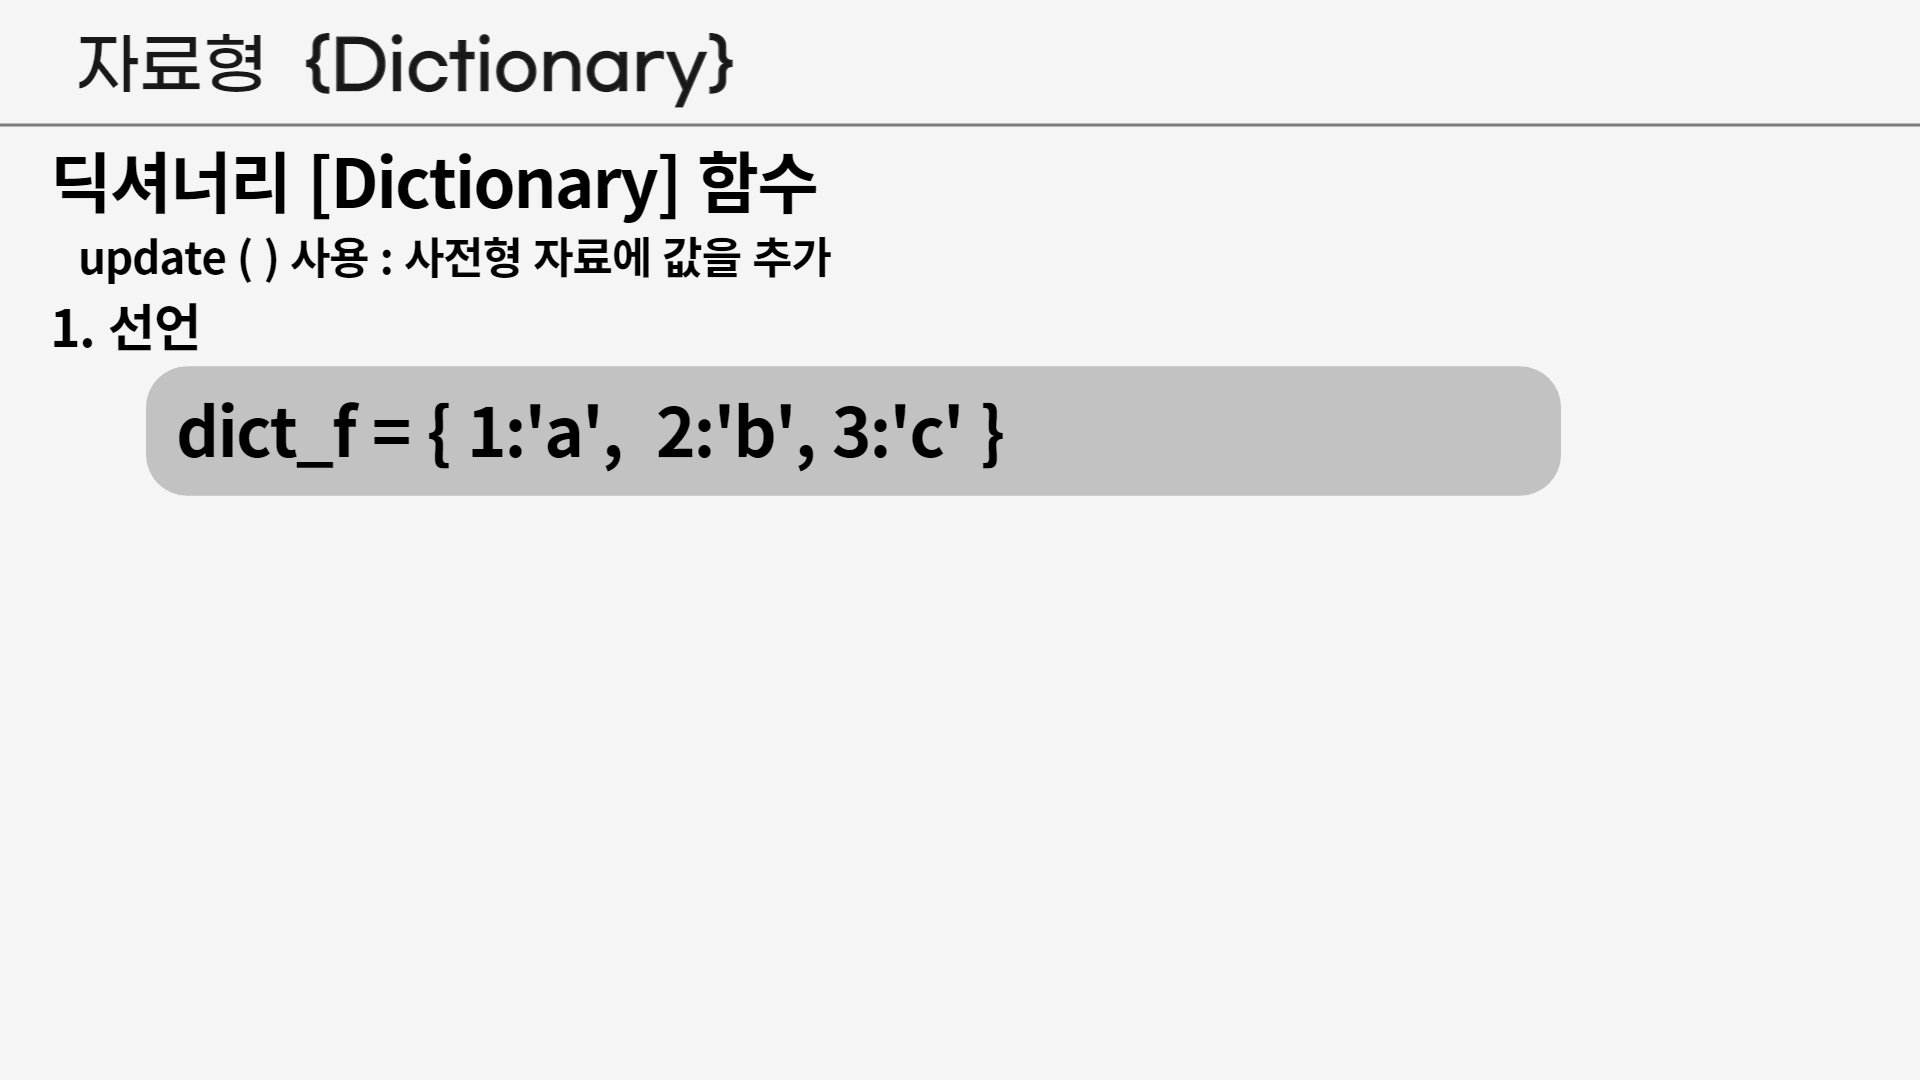 자료형 {Dictionary}
딕셔너리 [Dictionary] 함수
update ( ) 사용 : 사전형 자료에 값을 추가
1. 선언
dict_f = { 1:'a',  2:'b', 3:'c' }